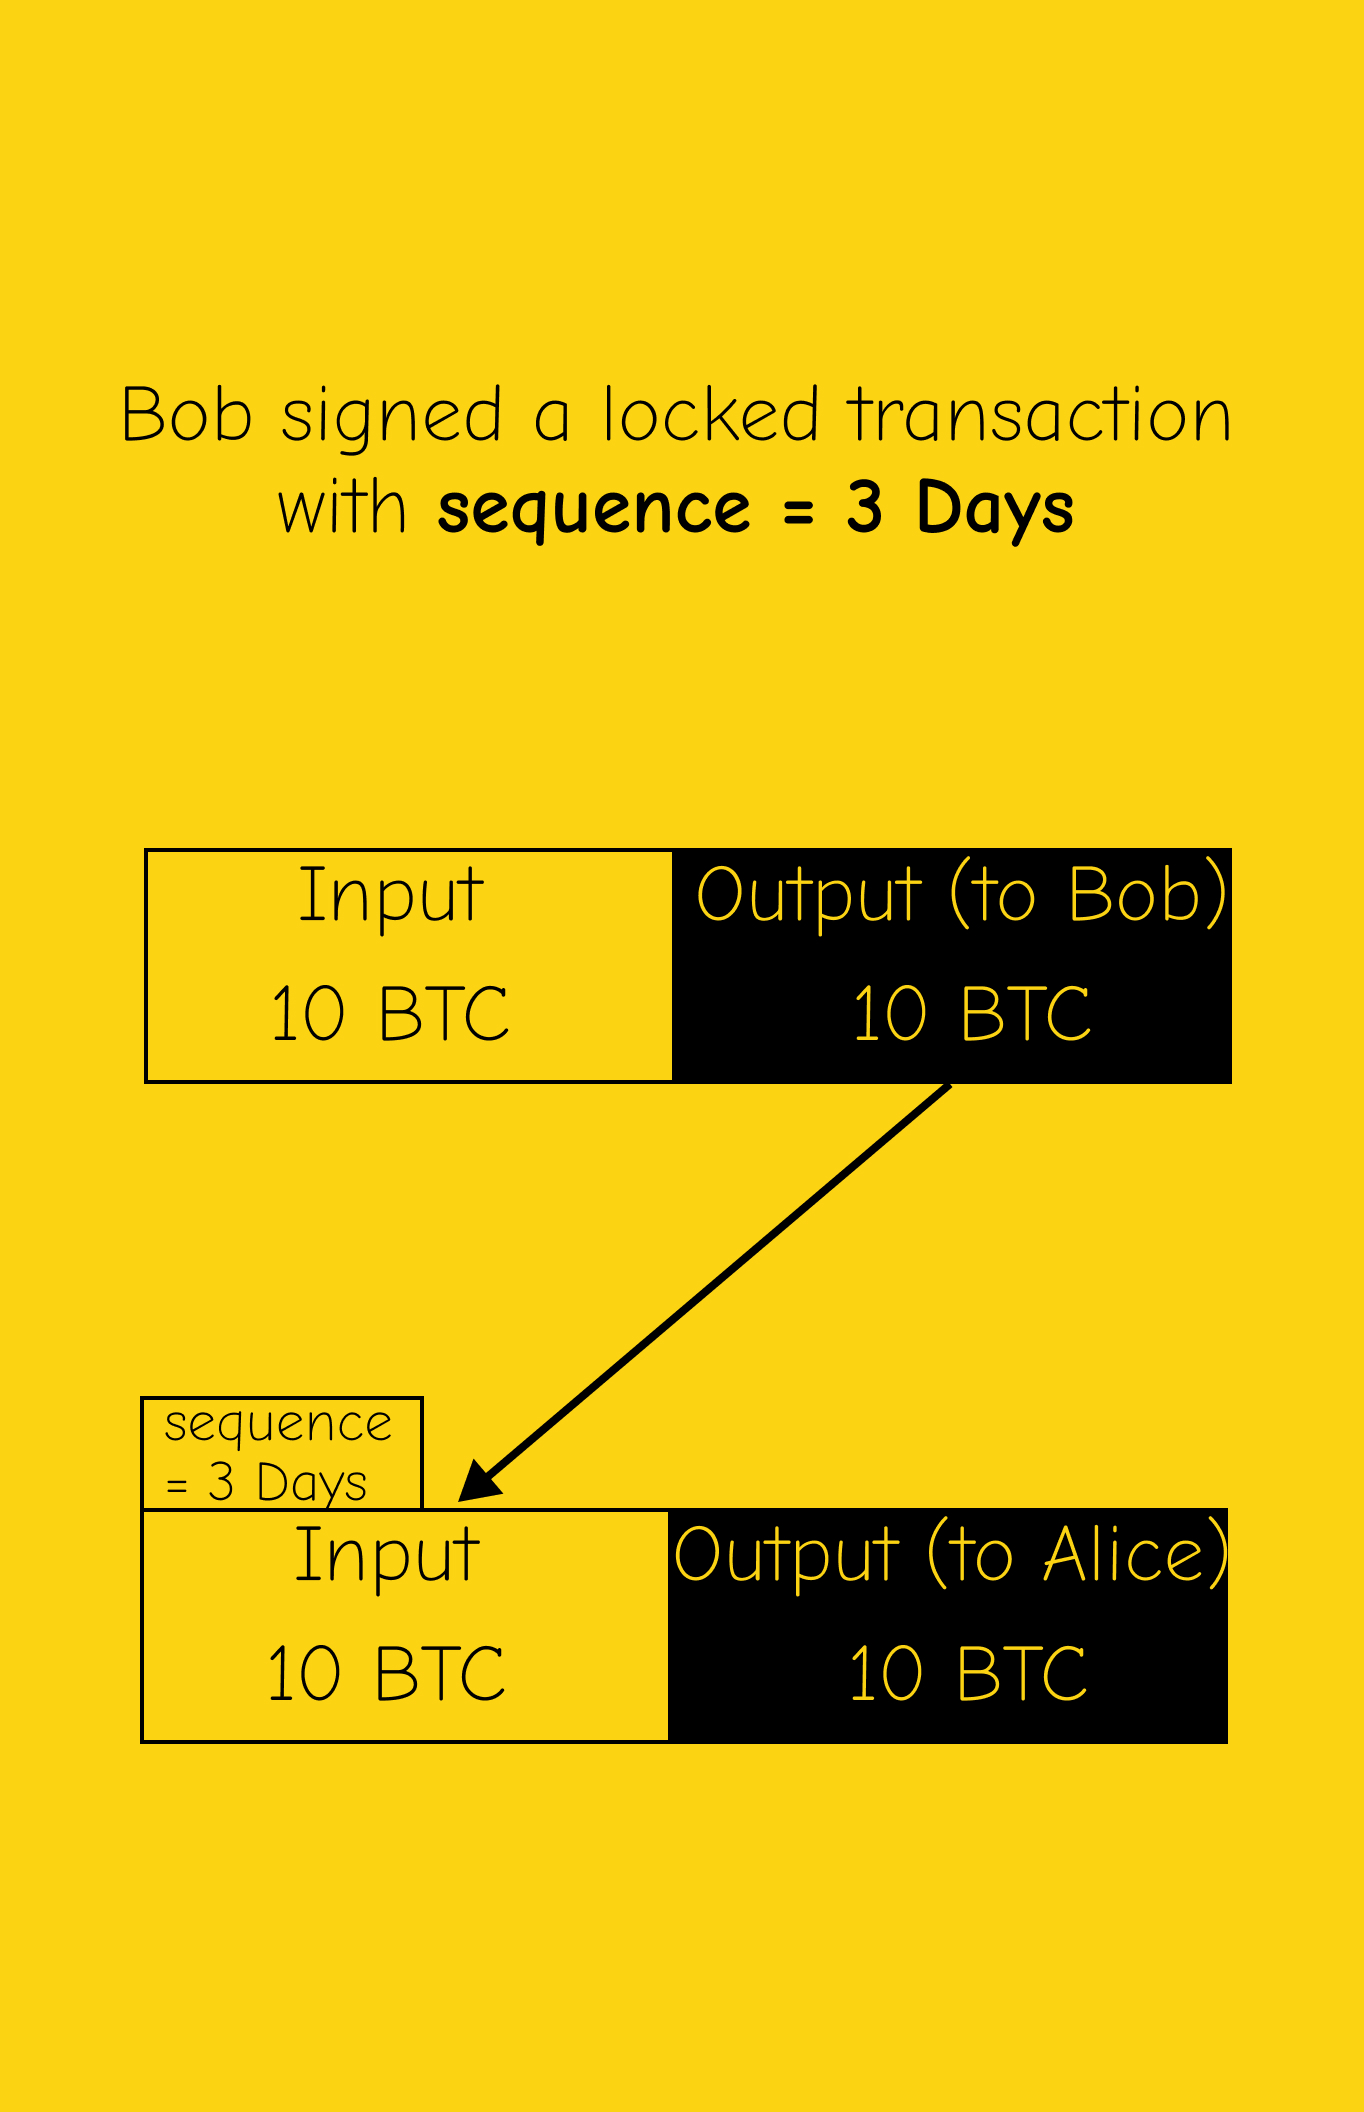 Bob signed a locked transaction
with sequence = 3 Days
Input
Output (to Bob)
10 BTC
10 BTC
sequence
= 3 Days
Input
Output (to Alice)
10 BTC
10 BTC